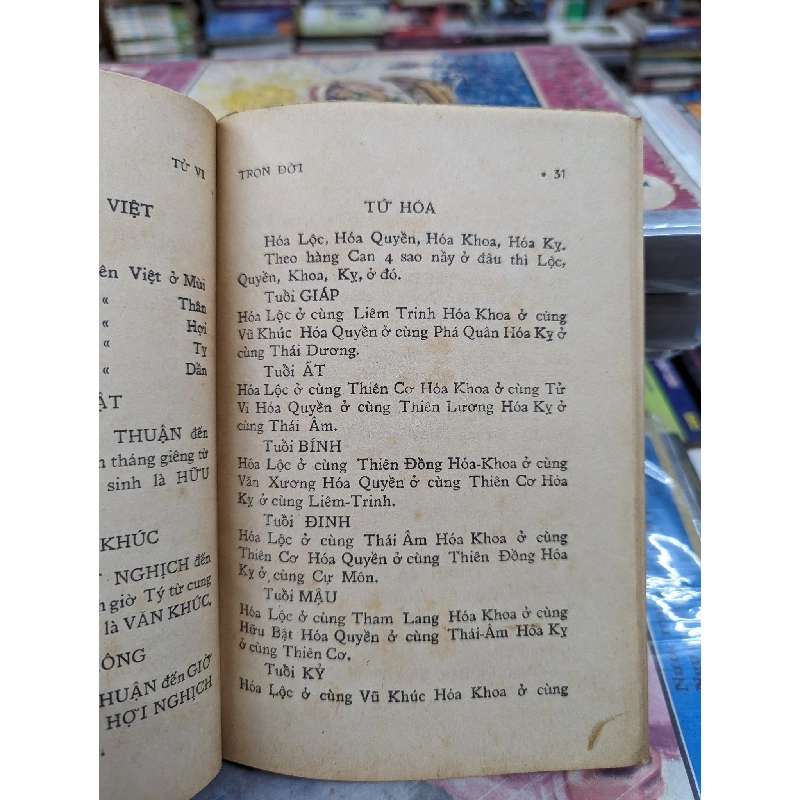 TỬ VI
VIỆT
ên Việt ở Mùi
« Thân
« Hợi
« Tỵ
« Dần
ẬT
THUẬN đến
n tháng giêng từ
sinh là HỮU
KHÚC
NGHỊCH đến
n giờ Tý từ cung
là VĂN KHÚC.
ÔNG
HUẬN đến GIỜ
HỢI NGHỊCH
TRỌN ĐỜI • 31
TỨ HÓA
Hóa Lộc, Hóa Quyền, Hóa Khoa, Hóa Kỵ.
Theo hàng Can 4 sao nầy ở đâu thì Lộc,
Quyền, Khoa, Kỵ, ở đó.
Tuổi GIÁP
Hóa Lộc ở cùng Liêm Trinh Hóa Khoa ở cùng
Vũ Khúc Hóa Quyền ở cùng Phá Quân Hóa Kỵ ở
cùng Thái Dương.
Tuổi ẤT
Hóa Lộc ở cùng Thiên Cơ Hóa Khoa ở cùng Tử
Vi Hóa Quyền ở cùng Thiên Lương Hóa Kỵ ở
cùng Thái Âm.
Tuổi BÍNH
Hóa Lộc ở cùng Thiên Đồng Hóa-Khoa ở cùng
Văn Xương Hóa Quyền ở cùng Thiên Cơ Hóa
Kỵ ở cùng Liêm-Trinh.
Tuổi ĐINH
Hóa Lộc ở cùng Thái Âm Hóa Khoa ở cùng
Thiên Cơ Hóa Quyền ở cùng Thiên Đồng Hóa
Kỵ ở cùng Cự Môn.
Tuổi MẬU
Hóa Lộc ở cùng Tham Lang Hóa Khoa ở cùng
Hữu Bật Hóa Quyền ở cùng Thái-Âm Hóa Kỵ
ở cùng Thiên Cơ.
Tuổi KỶ
Hóa Lộc ở cùng Vũ Khúc Hóa Khoa ở cùng